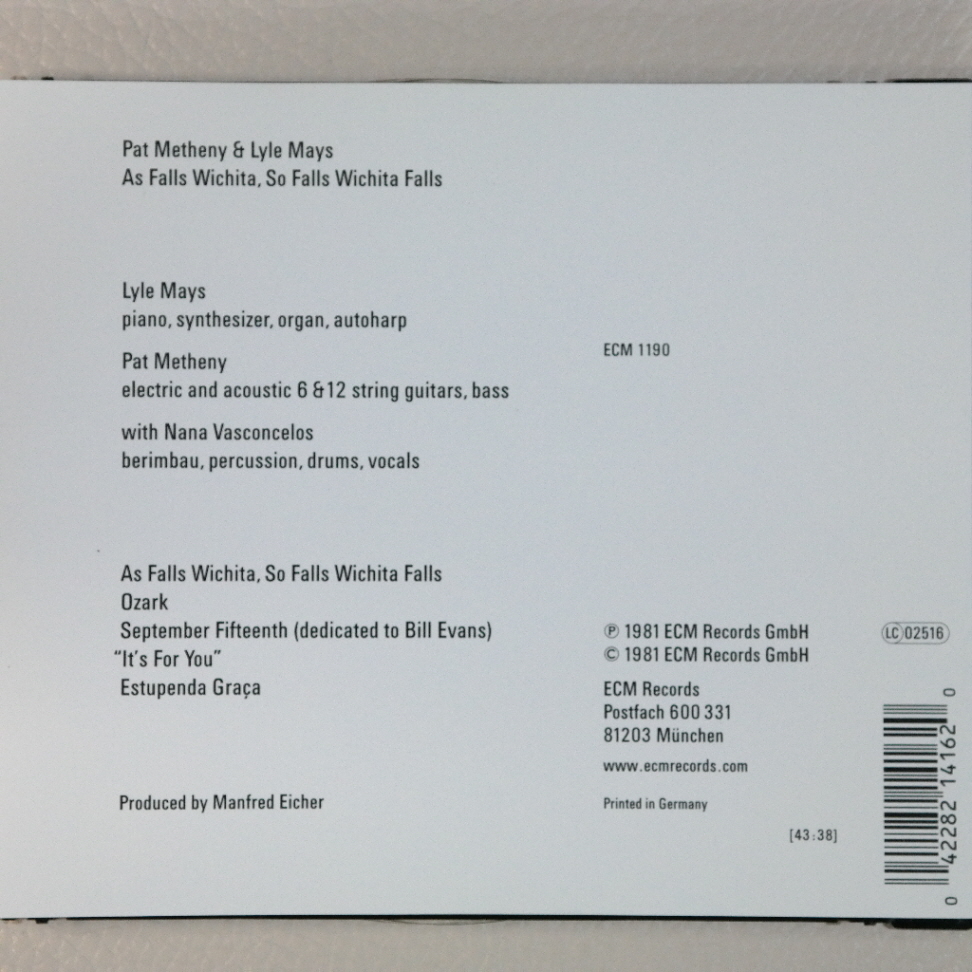 Pat Metheny & Lyle Mays
As Falls Wichita, So Falls Wichita Falls
Lyle Mays
piano, synthesizer, organ, autoharp
Pat Metheny
electric and acoustic 6 & 12 string guitars, bass
with Nana Vasconcelos
berimbau, percussion, drums, vocals
ECM 1190
As Falls Wichita, So Falls Wichita Falls
Ozark
September Fifteenth (dedicated to Bill Evans)
“It’s For You”
Estupenda Graça
Produced by Manfred Eicher
℗ 1981 ECM Records GmbH
© 1981 ECM Records GmbH
ECM Records
Postfach 600 331
81203 München
www.ecmrecords.com
Printed in Germany
[43:38]
LC 02516
0 42282 14162 0